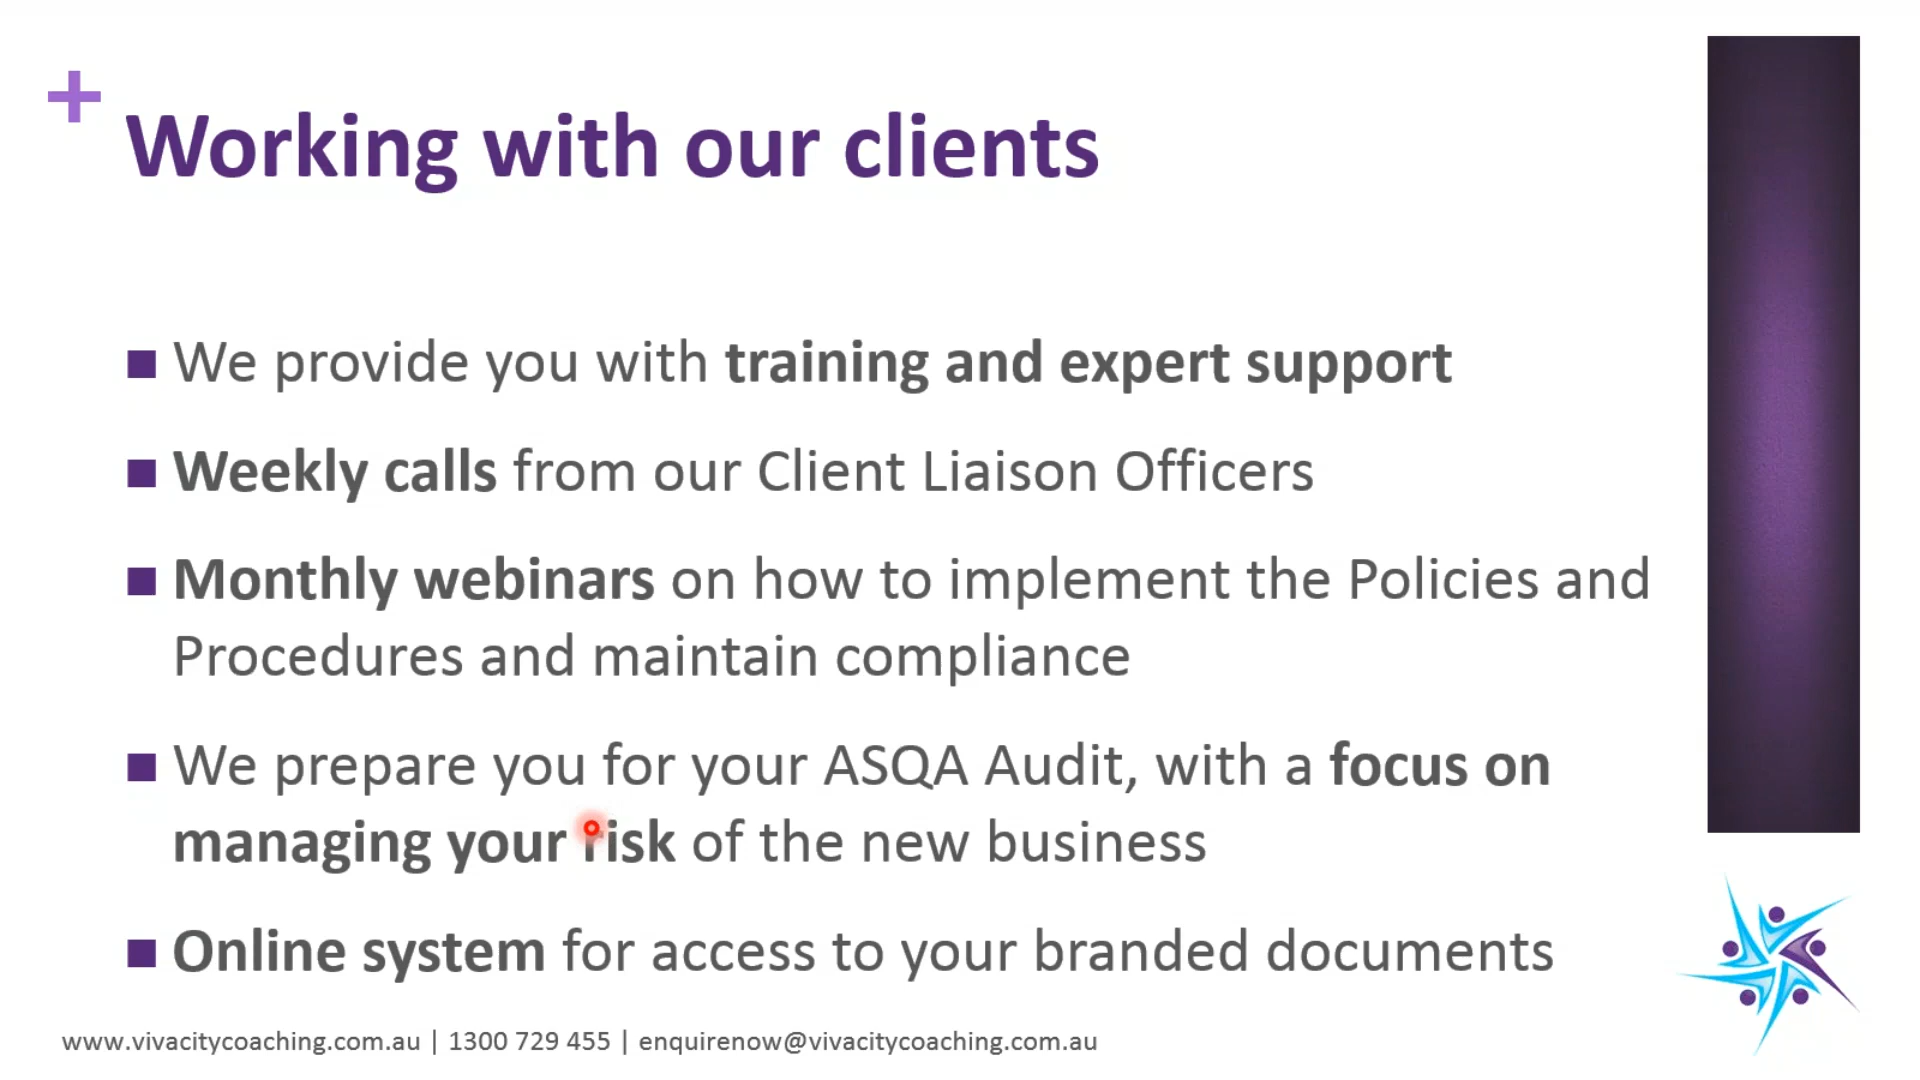 Working with our clients
We provide you with training and expert support
Weekly calls from our Client Liaison Officers
Monthly webinars on how to implement the Policies and
Procedures and maintain compliance
We prepare you for your ASQA Audit, with a focus on
managing your risk of the new business
Online system for access to your branded documents
www.vivacitycoaching.com.au | 1300 729 455 | enquirenow@vivacitycoaching.com.au